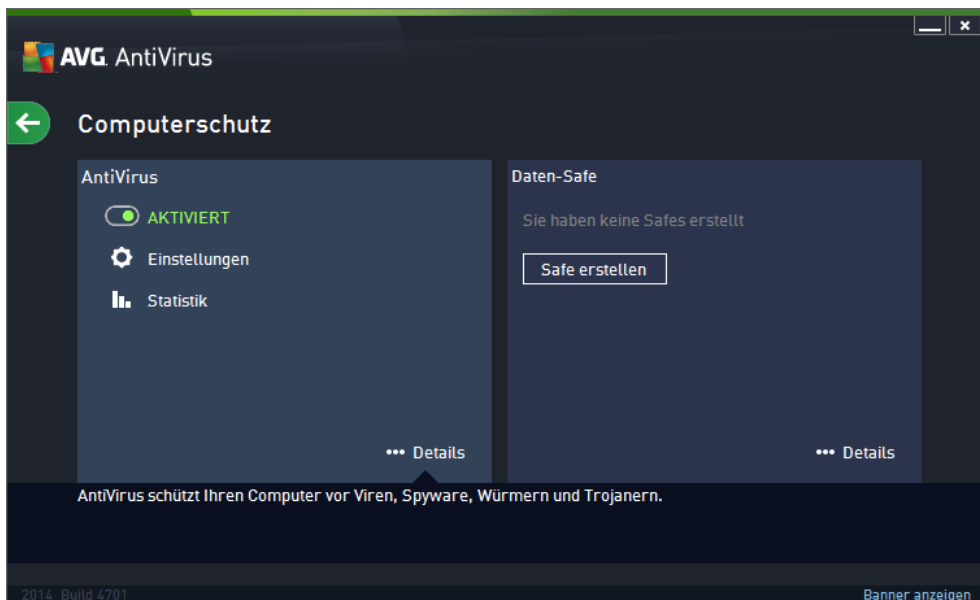 AVG. AntiVirus
Computerschutz
AntiVirus
AKTIVIERT
Einstellungen
Statistik
••• Details
Daten-Safe
Sie haben keine Safes erstellt
Safe erstellen
••• Details
AntiVirus schützt Ihren Computer vor Viren, Spyware, Würmern und Trojanern.
2014 Build 4701
Banner anzeigen